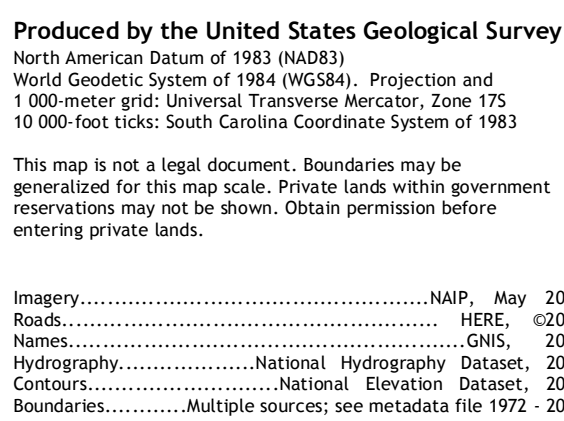 Produced by the United States Geological Survey
North American Datum of 1983 (NAD83)
World Geodetic System of 1984 (WGS84).  Projection and
1 000-meter grid: Universal Transverse Mercator, Zone 17S
10 000-foot ticks: South Carolina Coordinate System of 1983
This map is not a legal document. Boundaries may be
generalized for this map scale. Private lands within government
reservations may not be shown. Obtain permission before
entering private lands.
Imagery..................................................NAIP, May 20
Roads...................................................... HERE, ©20
Names.........................................................GNIS, 20
Hydrography....................National Hydrography Dataset, 20
Contours............................National Elevation Dataset, 20
Boundaries............Multiple sources; see metadata file 1972 - 20